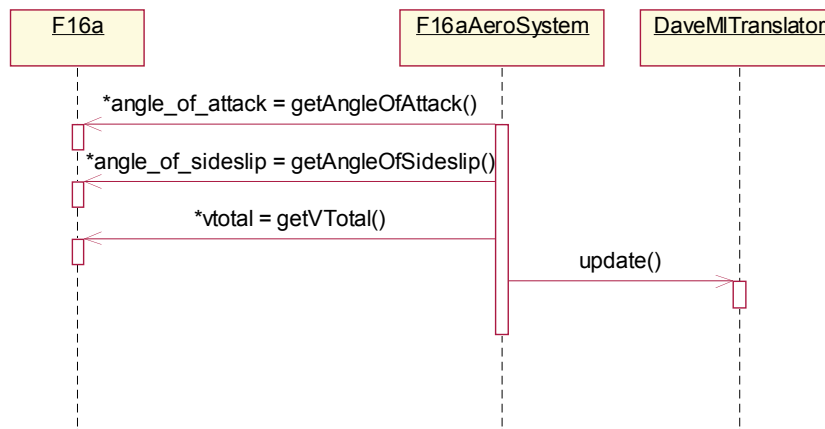 F16a
F16aAeroSystem
DaveMlTranslator
*angle_of_attack = getAngleOfAttack()
*angle_of_sideslip = getAngleOfSideslip()
*vtotal = getVTotal()
update()